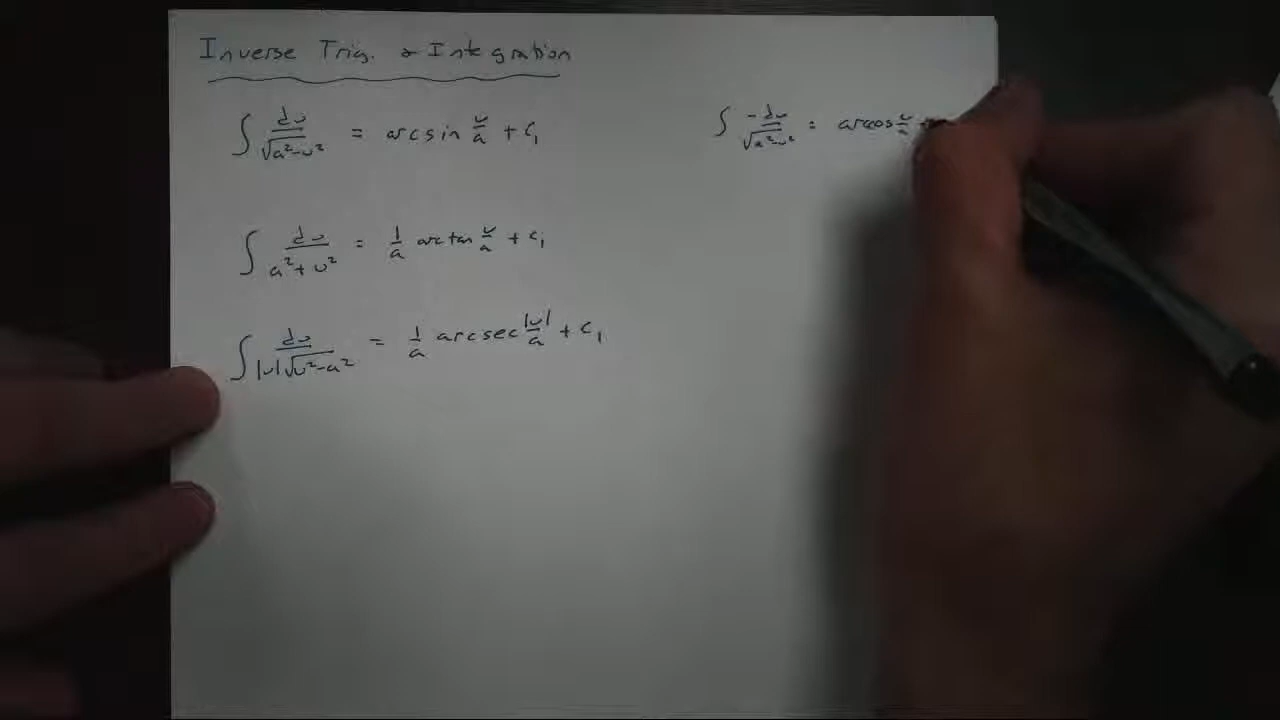 Inverse Trig. & Integration
∫ du/√(a²-u²) = arcsin u/a + C₁
∫ -du/√(a²-u²) = arccos u/a +
∫ du/(a²+u²) = 1/a arctan u/a + C₁
∫ du/(|u|√(u²-a²)) = 1/a arcsec |u|/a + C₁